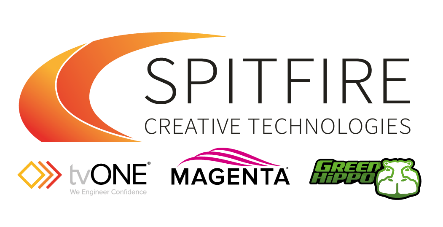 SPITFIRE
CREATIVE TECHNOLOGIES
tvONE®
We Engineer Confidence
MAGENTA
GREEN
HIPPO